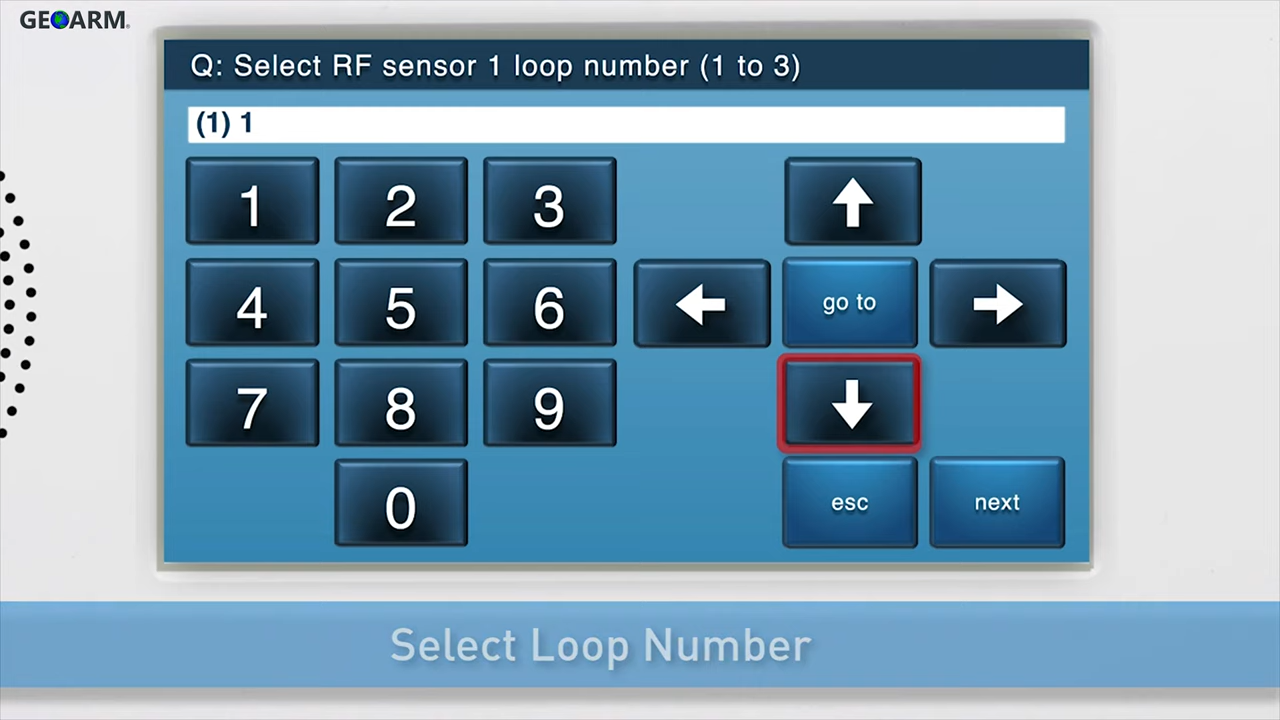 GEOARM®
Q: Select RF sensor 1 loop number (1 to 3)
(1) 1
1 2 3
4 5 6 go to
7 8 9
0 esc next
Select Loop Number